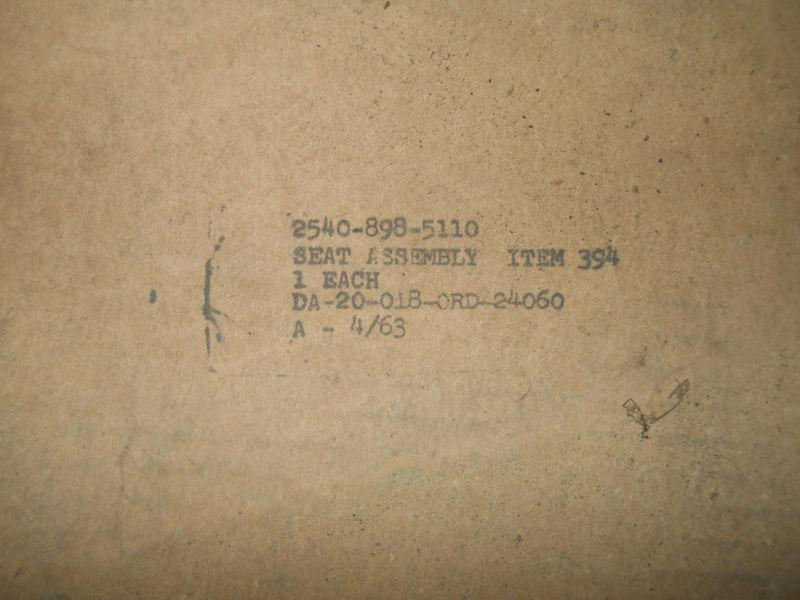 2540-898-5110
SEAT ASSEMBLY ITEM 394
1 EACH
DA-20-018-ORD-24060
A - 4/63